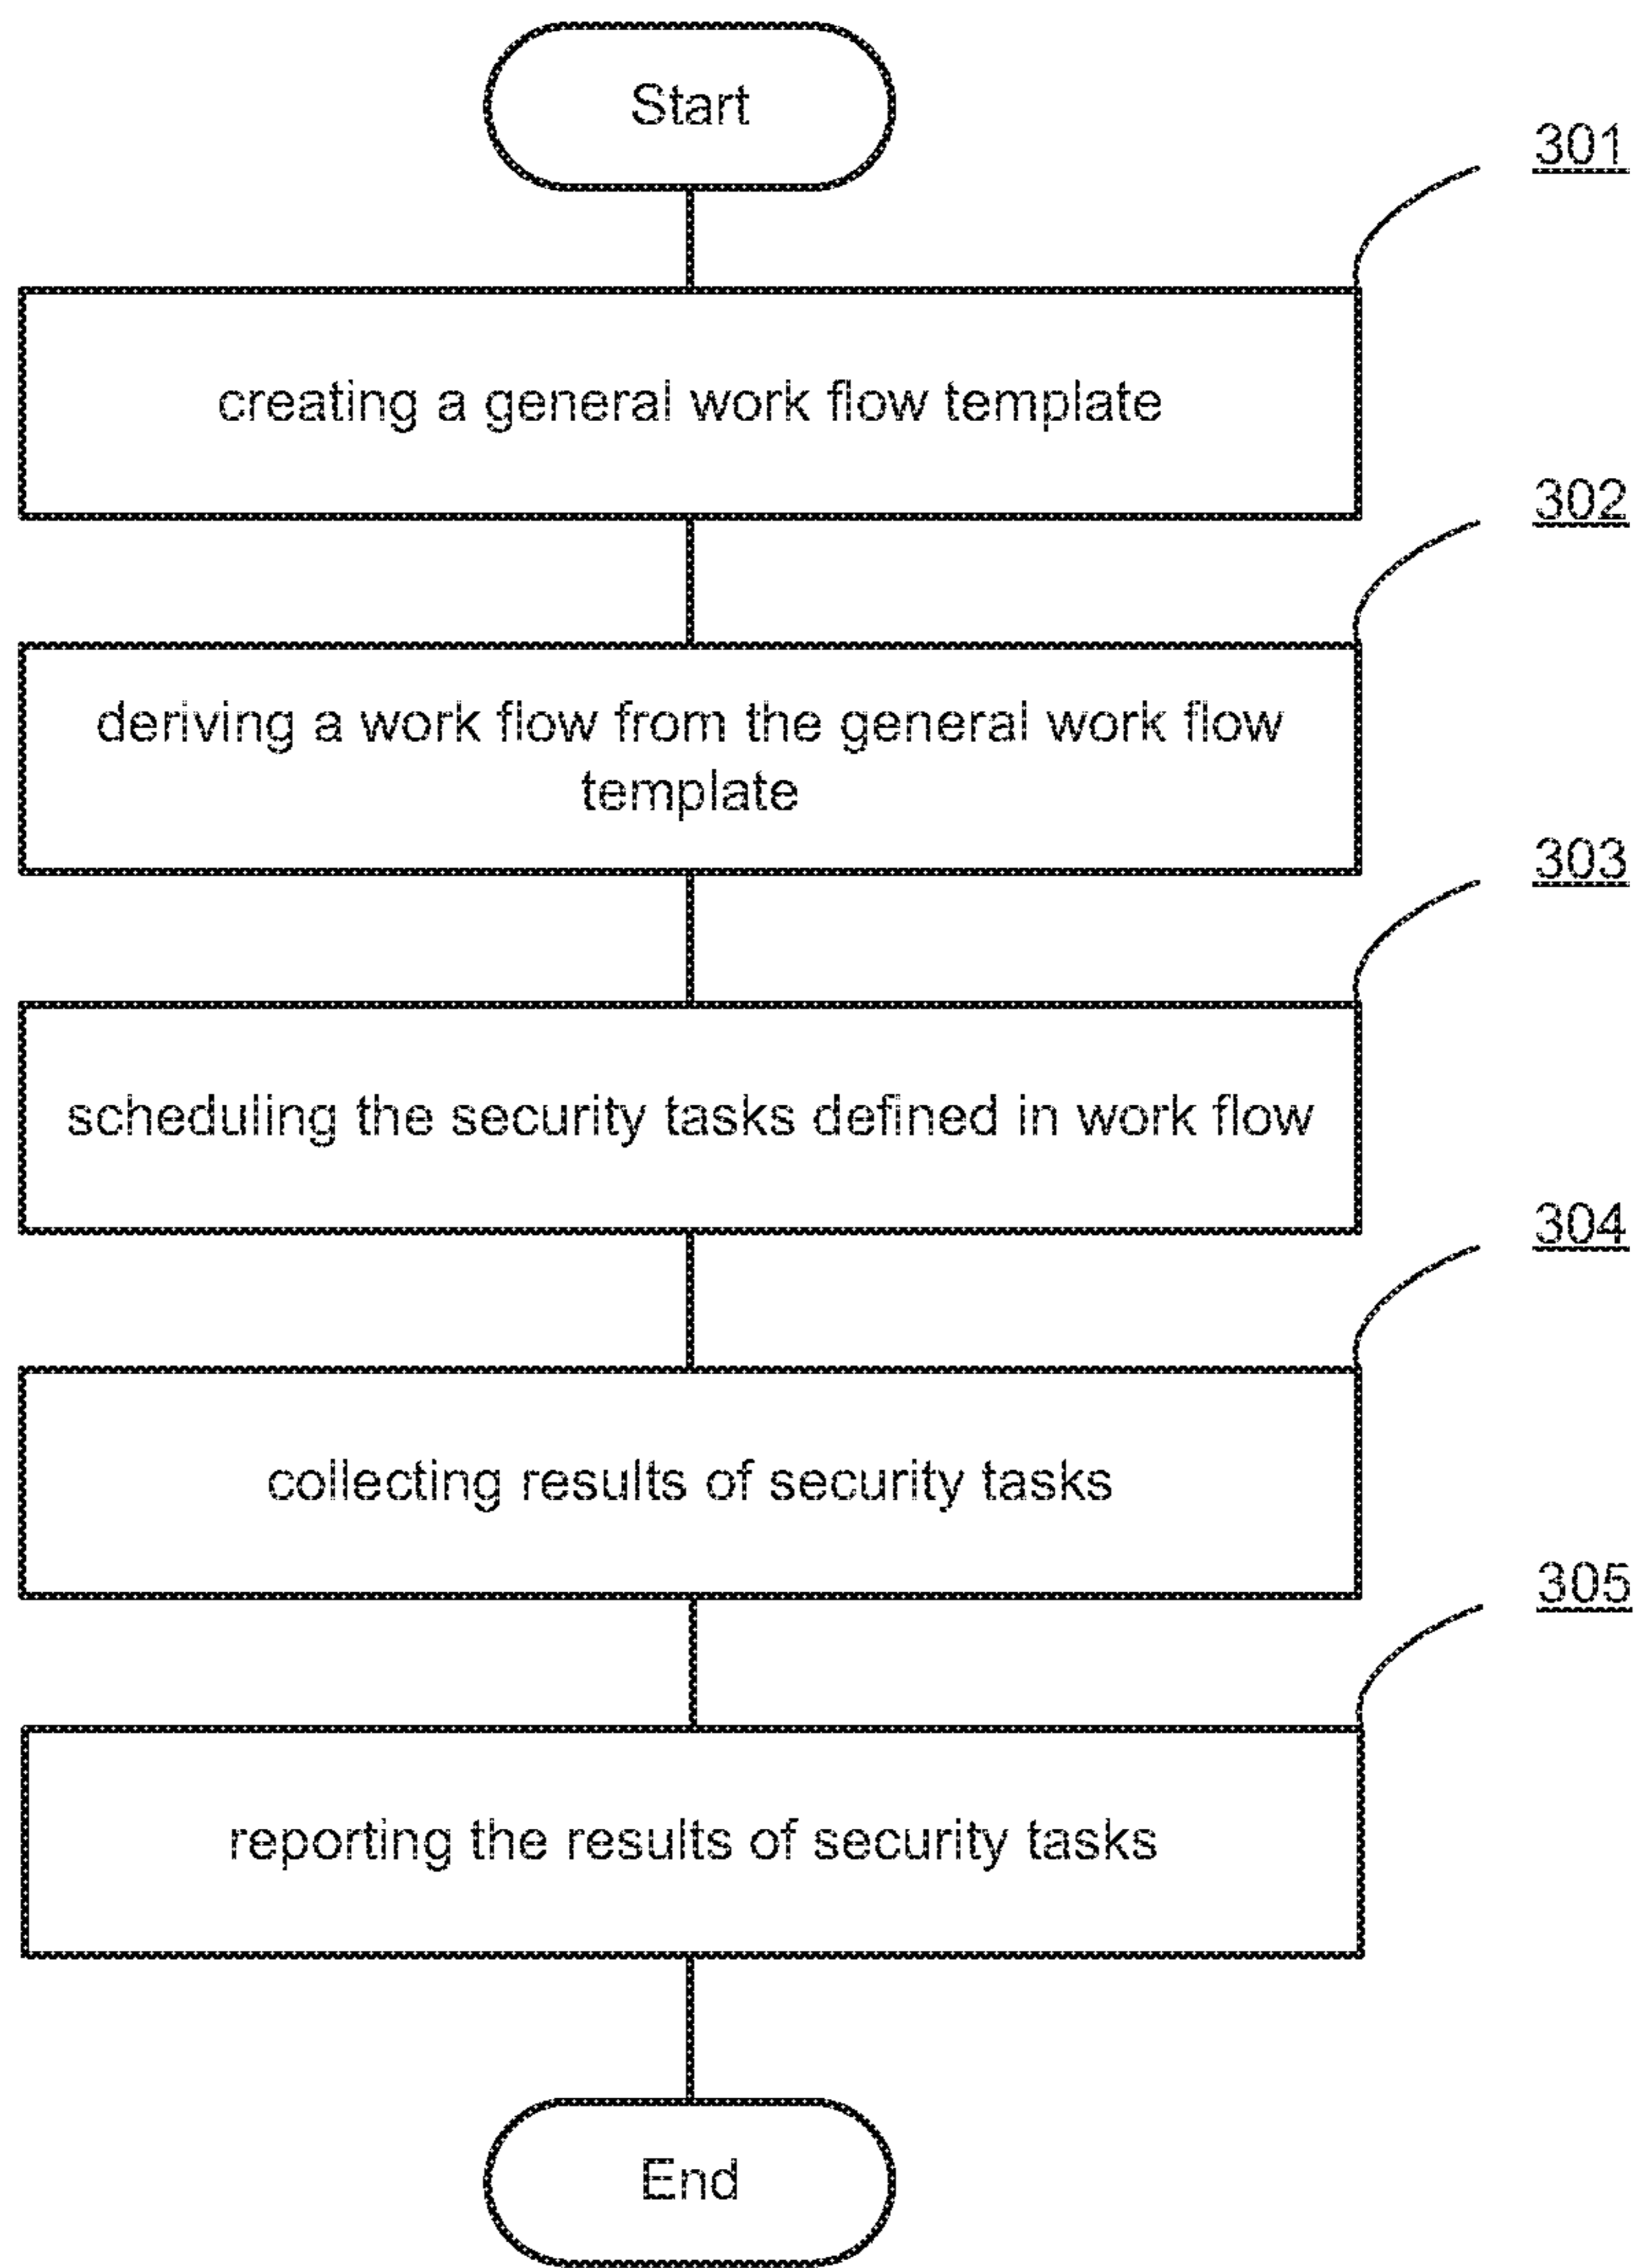 Start
301
creating a general work flow template
302
deriving a work flow from the general work flow
template
303
scheduling the security tasks defined in work flow
304
collecting results of security tasks
305
reporting the results of security tasks
End